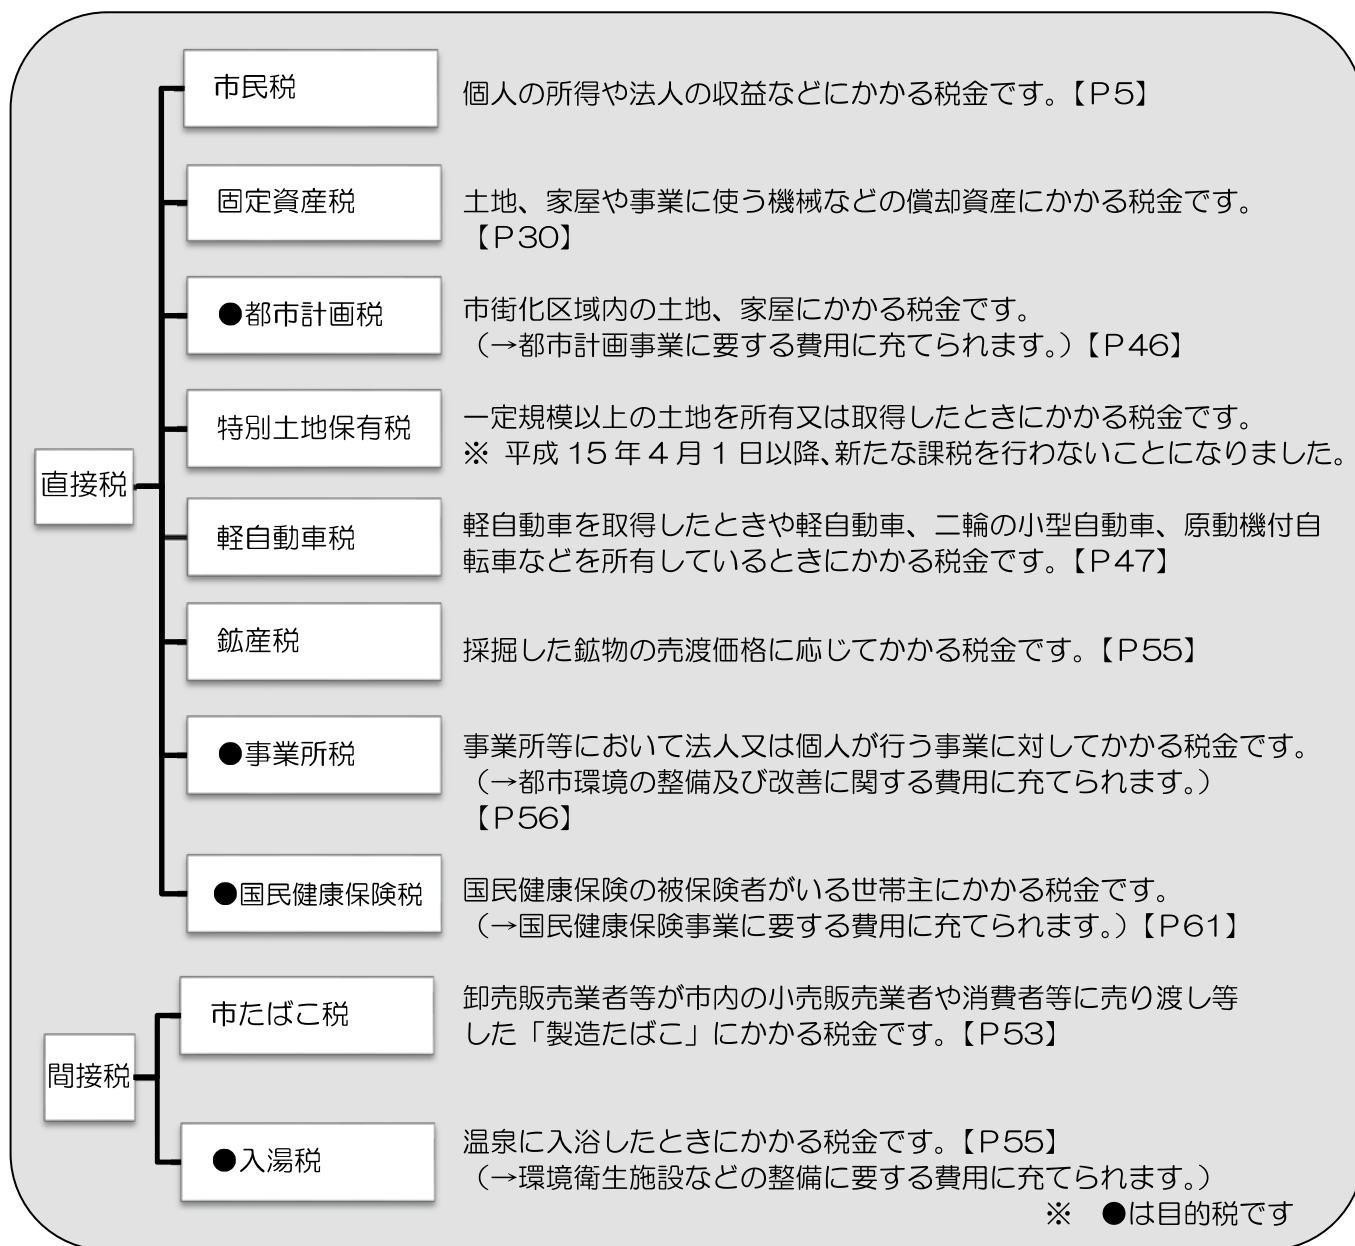 直接税
市民税
個人の所得や法人の収益などにかかる税金です。【P5】
固定資産税
土地、家屋や事業に使う機械などの償却資産にかかる税金です。
【P30】
●都市計画税
市街化区域内の土地、家屋にかかる税金です。
（→都市計画事業に要する費用に充てられます。）【P46】
特別土地保有税
一定規模以上の土地を所有又は取得したときにかかる税金です。
※ 平成 15 年 4 月 1 日以降、新たな課税を行わないことになりました。
軽自動車税
軽自動車を取得したときや軽自動車、二輪の小型自動車、原動機付自
転車などを所有しているときにかかる税金です。【P47】
鉱産税
採掘した鉱物の売渡価格に応じてかかる税金です。【P55】
●事業所税
事業所等において法人又は個人が行う事業に対してかかる税金です。
（→都市環境の整備及び改善に関する費用に充てられます。）
【P56】
●国民健康保険税
国民健康保険の被保険者がいる世帯主にかかる税金です。
（→国民健康保険事業に要する費用に充てられます。）【P61】
間接税
市たばこ税
卸売販売業者等が市内の小売販売業者や消費者等に売り渡し等
した「製造たばこ」にかかる税金です。【P53】
●入湯税
温泉に入浴したときにかかる税金です。【P55】
（→環境衛生施設などの整備に要する費用に充てられます。）
※　●は目的税です